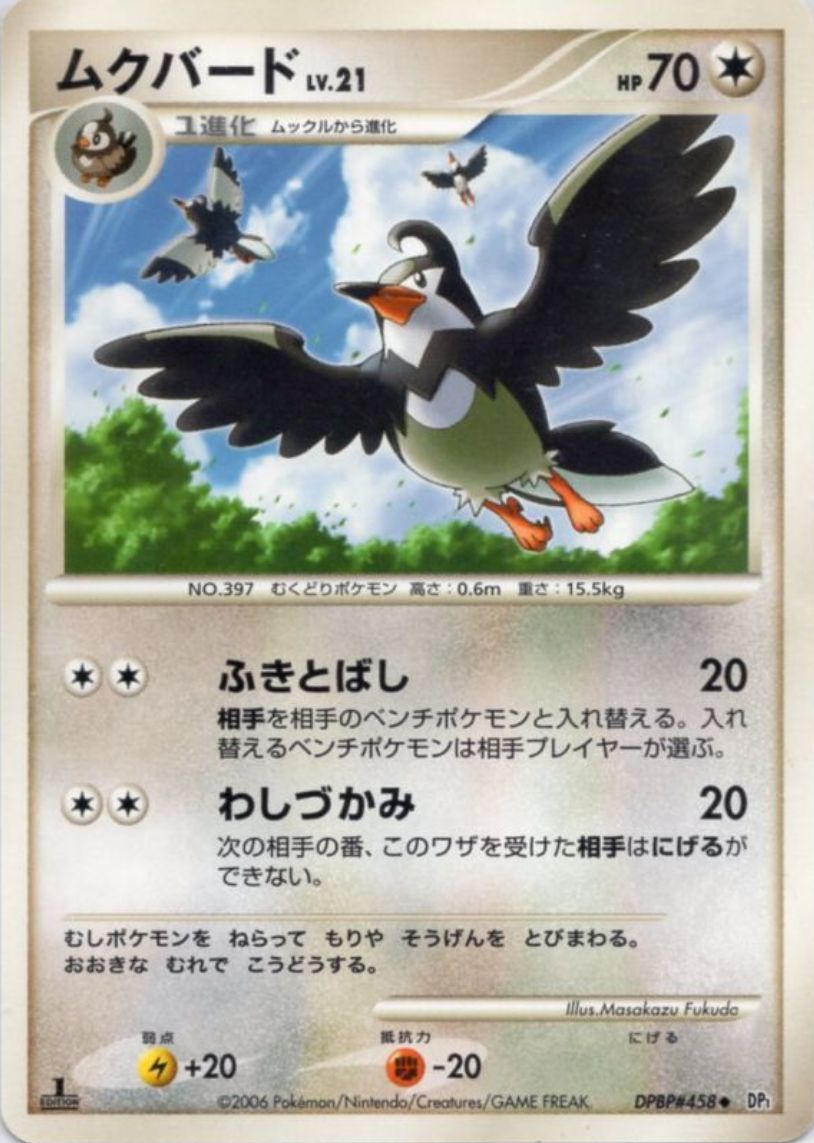 ムクバード LV.21 HP 70
1進化 ムックルから進化
NO.397 むくどりポケモン 高さ：0.6m 重さ：15.5kg
ふきとばし 20
相手を相手のベンチポケモンと入れ替える。入れ
替えるベンチポケモンは相手プレイヤーが選ぶ。
わしづかみ 20
次の相手の番、このワザを受けた相手はにげるが
できない。
むしポケモンを ねらって もりや そうげんを とびまわる。
おおきな むれで こうどうする。
Illus.Masakazu Fukuda
弱点 抵抗力 にげる
+20 -20
1 EDITION ©2006 Pokémon/Nintendo/Creatures/GAME FREAK. DPBP#458◆ DP1